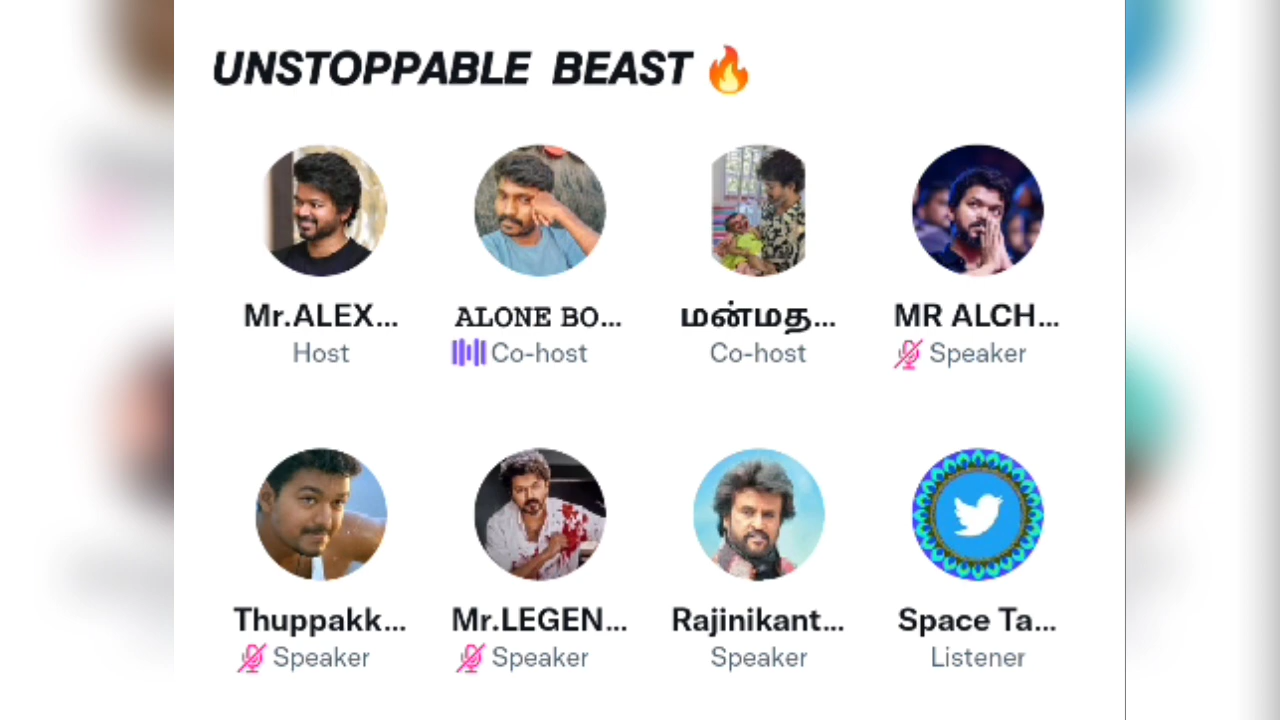 UNSTOPPABLE BEAST 🔥
Mr.ALEX... ALONE BO... மன்மத... MR ALCH...
Host Co-host Co-host Speaker
Thuppakk... Mr.LEGEN... Rajinikant... Space Ta...
Speaker Speaker Speaker Listener